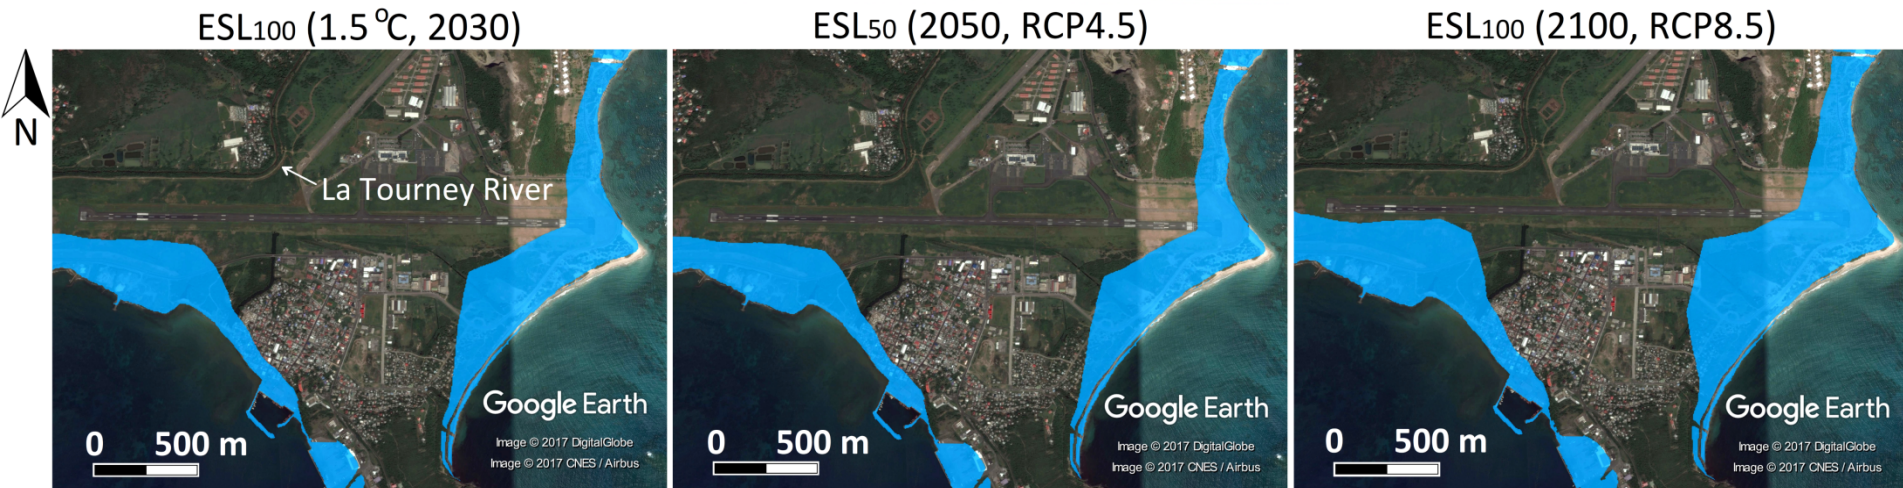 ESL100 (1.5 ⁰C, 2030)
ESL50 (2050, RCP4.5)
ESL100 (2100, RCP8.5)
N
La Tourney River
0 500 m
Google Earth
Image © 2017 DigitalGlobe
Image © 2017 CNES / Airbus
0 500 m
Google Earth
Image © 2017 DigitalGlobe
Image © 2017 CNES / Airbus
0 500 m
Google Earth
Image © 2017 DigitalGlobe
Image © 2017 CNES / Airbus